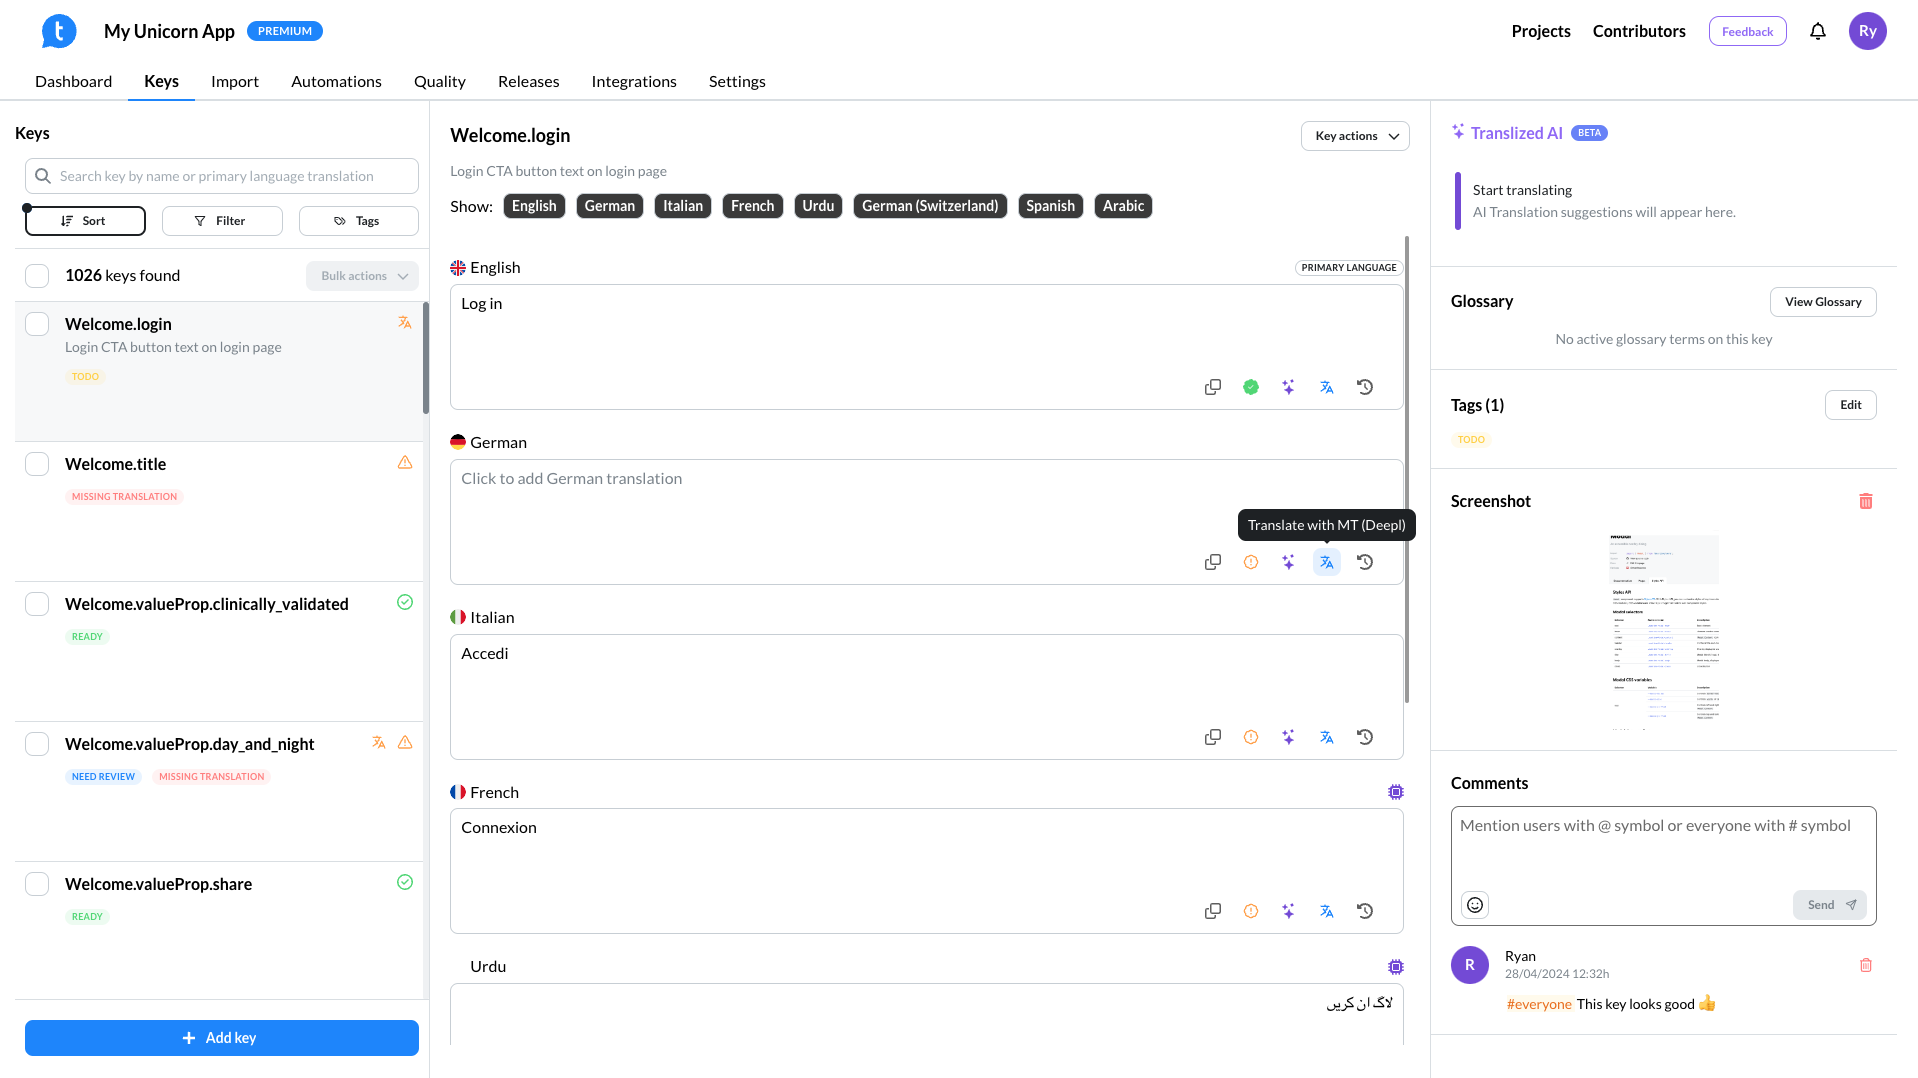 t
My Unicorn App
PREMIUM
Projects
Contributors
Feedback
Ry
Dashboard
Keys
Import
Automations
Quality
Releases
Integrations
Settings
Keys
Search key by name or primary language translation
Sort
Filter
Tags
1026 keys found
Bulk actions
Welcome.login
Login CTA button text on login page
TODO
Welcome.title
MISSING TRANSLATION
Welcome.valueProp.clinically_validated
READY
Welcome.valueProp.day_and_night
NEED REVIEW
MISSING TRANSLATION
Welcome.valueProp.share
READY
Add key
Welcome.login
Key actions
Login CTA button text on login page
Show: English German Italian French Urdu German (Switzerland) Spanish Arabic
English
PRIMARY LANGUAGE
Log in
German
Click to add German translation
Translate with MT (Deepl)
Italian
Accedi
French
Connexion
Urdu
لاگ ان کریں
Translized AI
BETA
Start translating
AI Translation suggestions will appear here.
Glossary
View Glossary
No active glossary terms on this key
Tags (1)
Edit
TODO
Screenshot
Styles API
Modal selectors
Modal CSS variables
Comments
Mention users with @ symbol or everyone with # symbol
Send
R
Ryan
28/04/2024 12:32h
#everyone This key looks good 👍